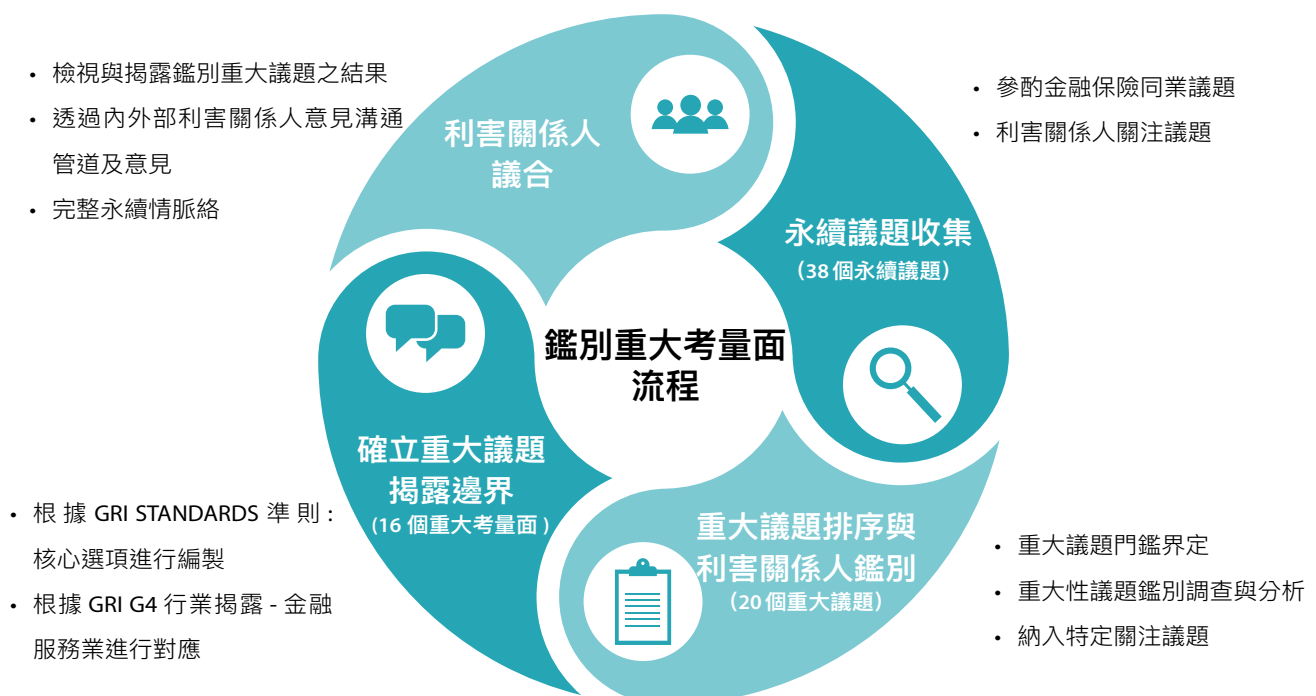 • 檢視與揭露鑑別重大議題之結果
• 透過內外部利害關係人意見溝通
管道及意見
• 完整永續情脈絡
利害關係人
議合
• 參酌金融保險同業議題
• 利害關係人關注議題
永續議題收集
(38 個永續議題)
鑑別重大考量面
流程
確立重大議題
揭露邊界
(16 個重大考量面)
• 根據 GRI STANDARDS 準則:
核心選項進行編製
• 根據 GRI G4 行業揭露 - 金融
服務業進行對應
重大議題排序與
利害關係人鑑別
(20 個重大議題)
• 重大議題門鑑界定
• 重大性議題鑑別調查與分析
• 納入特定關注議題